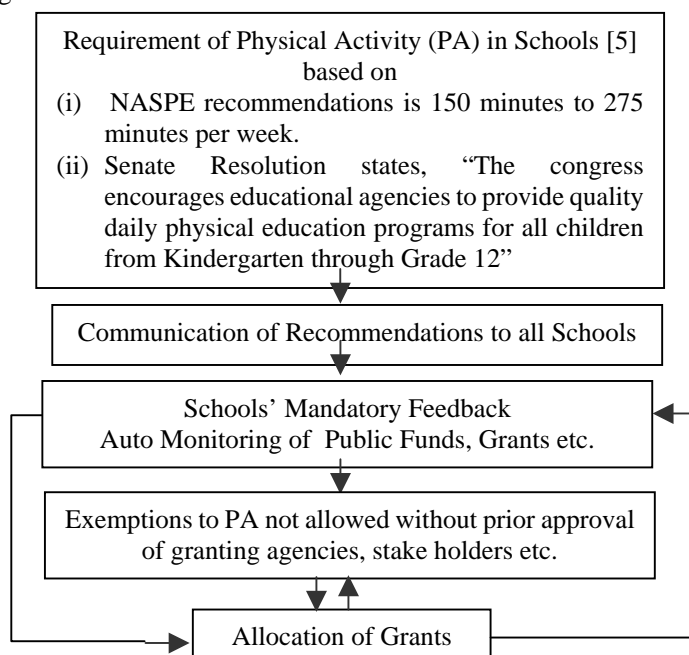 Requirement of Physical Activity (PA) in Schools [5]
based on
(i) NASPE recommendations is 150 minutes to 275
minutes per week.
(ii) Senate Resolution states, “The congress
encourages educational agencies to provide quality
daily physical education programs for all children
from Kindergarten through Grade 12”
Communication of Recommendations to all Schools
Schools’ Mandatory Feedback
Auto Monitoring of Public Funds, Grants etc.
Exemptions to PA not allowed without prior approval
of granting agencies, stake holders etc.
Allocation of Grants